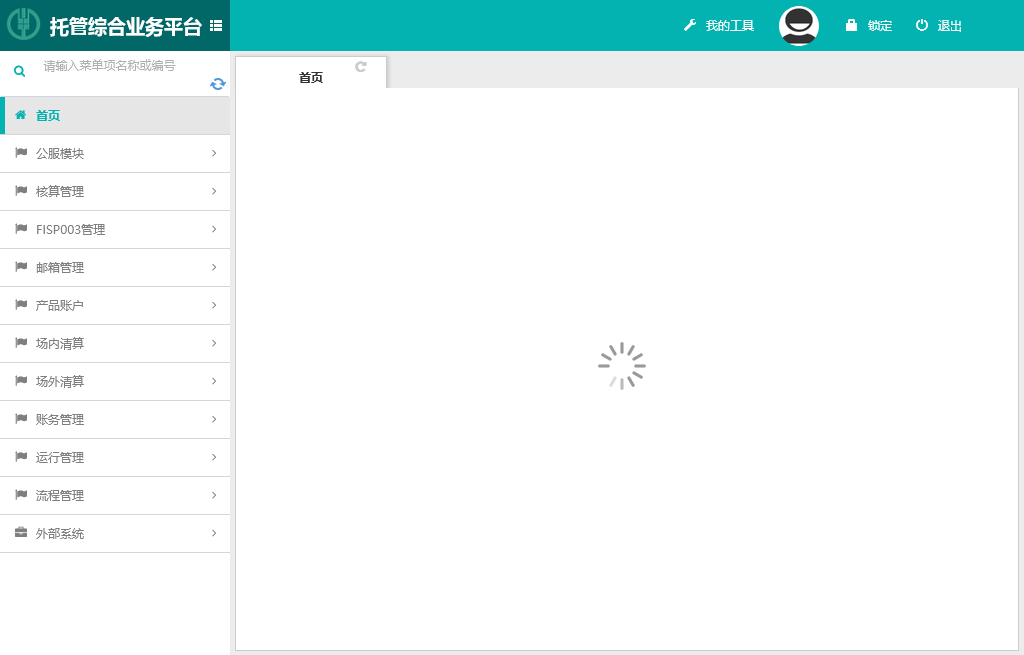 托管综合业务平台
我的工具
锁定
退出
请输入菜单项名称或编号
首页
首页
公服模块
核算管理
FISP003管理
邮箱管理
产品账户
场内清算
场外清算
账务管理
运行管理
流程管理
外部系统